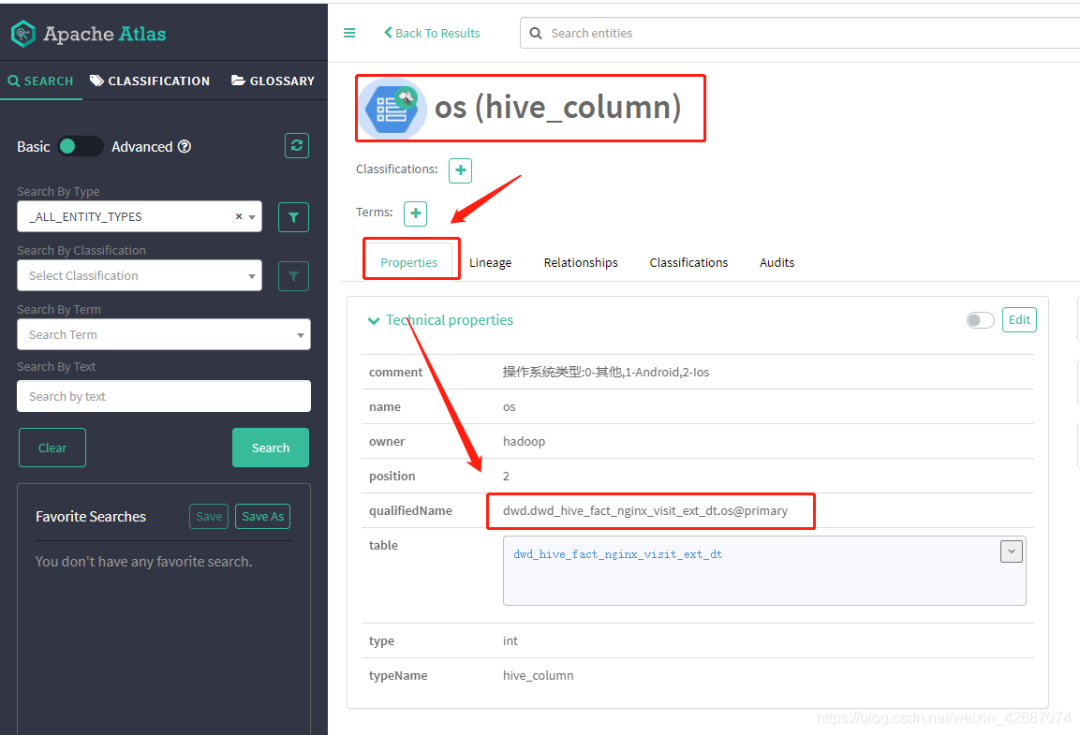 Apache Atlas
SEARCH CLASSIFICATION GLOSSARY
Basic Advanced
Search By Type
_ALL_ENTITY_TYPES
Search By Classification
Select Classification
Search By Term
Search Term
Search By Text
Search by text
Clear Search
Favorite Searches Save Save As
You don't have any favorite search.
Back To Results Search entities
os (hive_column)
Classifications:
Terms:
Properties Lineage Relationships Classifications Audits
Technical properties Edit
comment 操作系统类型:0-其他,1-Android,2-Ios
name os
owner hadoop
position 2
qualifiedName dwd.dwd_hive_fact_nginx_visit_ext_dt.os@primary
table dwd_hive_fact_nginx_visit_ext_dt
type int
typeName hive_column
https://blog.csdn.net/weixin_42687074